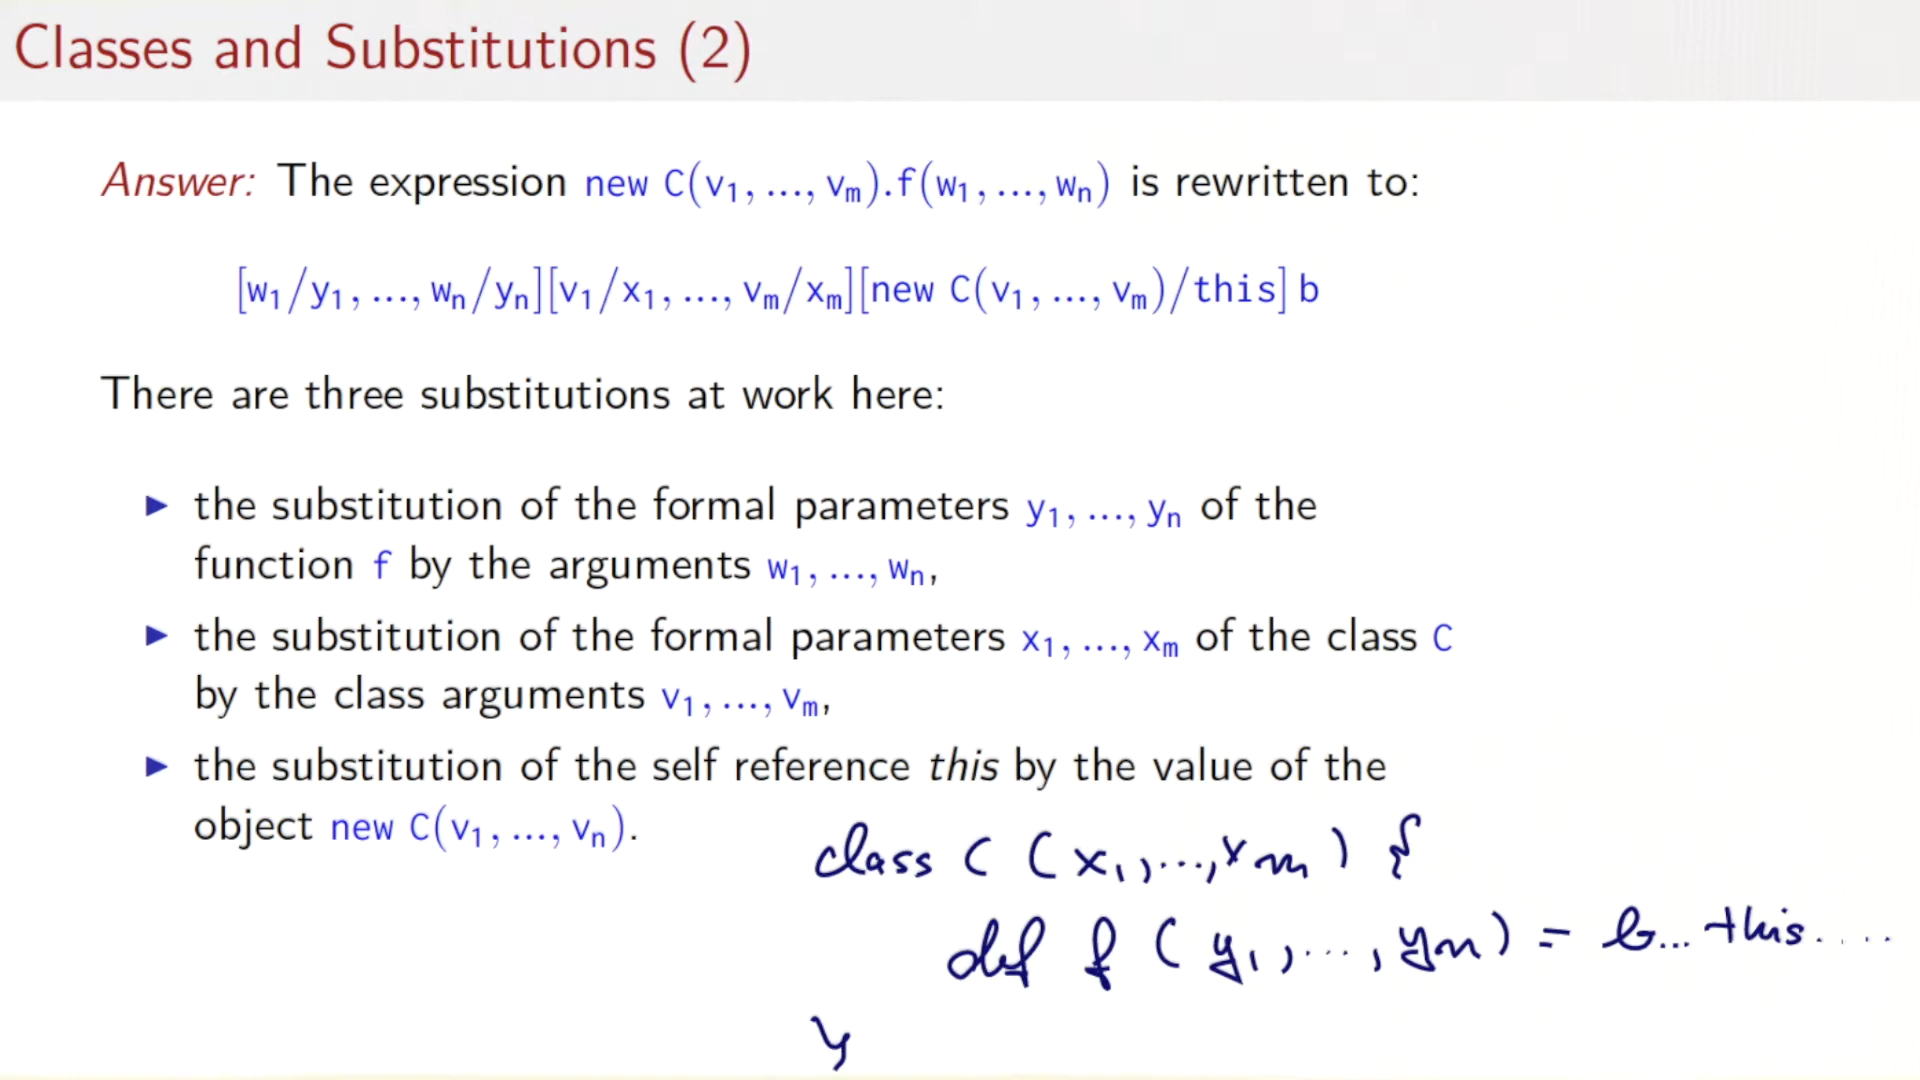 Classes and Substitutions (2)
Answer: The expression new C(v₁, ..., vₘ).f(w₁, ..., wₙ) is rewritten to:
[w₁/y₁, ..., wₙ/yₙ][v₁/x₁, ..., vₘ/xₘ][new C(v₁, ..., vₘ)/this] b
There are three substitutions at work here:
▶ the substitution of the formal parameters y₁, ..., yₙ of the
function f by the arguments w₁, ..., wₙ,
▶ the substitution of the formal parameters x₁, ..., xₘ of the class C
by the class arguments v₁, ..., vₘ,
▶ the substitution of the self reference this by the value of the
object new C(v₁, ..., vₙ).
class C (x₁,...,xₘ) {
def f (y₁,...,yₙ) = b...this....
}